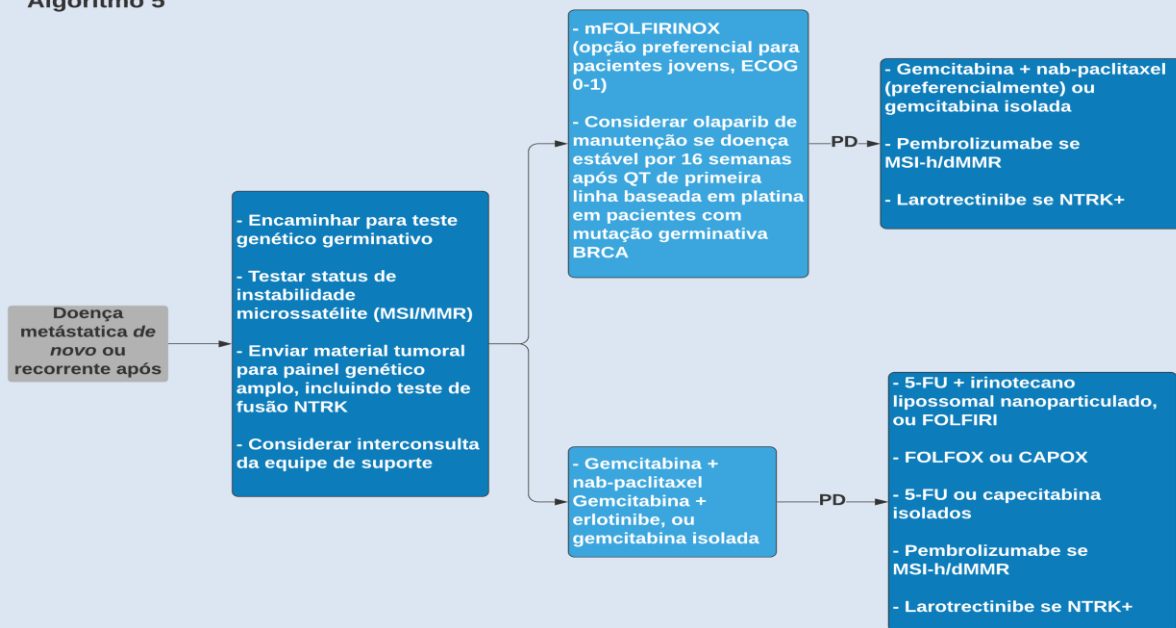 Algoritmo 5
Doença
metástatica de
novo ou
recorrente após
- Encaminhar para teste
genético germinativo
- Testar status de
instabilidade
microssatélite (MSI/MMR)
- Enviar material tumoral
para painel genético
amplo, incluindo teste de
fusão NTRK
- Considerar interconsulta
da equipe de suporte
- mFOLFIRINOX
(opção preferencial para
pacientes jovens, ECOG
0-1)
- Considerar olaparib de
manutenção se doença
estável por 16 semanas
após QT de primeira
linha baseada em platina
em pacientes com
mutação germinativa
BRCA
PD
- Gemcitabina + nab-paclitaxel
(preferencialmente) ou
gemcitabina isolada
- Pembrolizumabe se
MSI-h/dMMR
- Larotrectinibe se NTRK+
- Gemcitabina +
nab-paclitaxel
Gemcitabina +
erlotinibe, ou
gemcitabina isolada
PD
- 5-FU + irinotecano
lipossomal nanoparticulado,
ou FOLFIRI
- FOLFOX ou CAPOX
- 5-FU ou capecitabina
isolados
- Pembrolizumabe se
MSI-h/dMMR
- Larotrectinibe se NTRK+